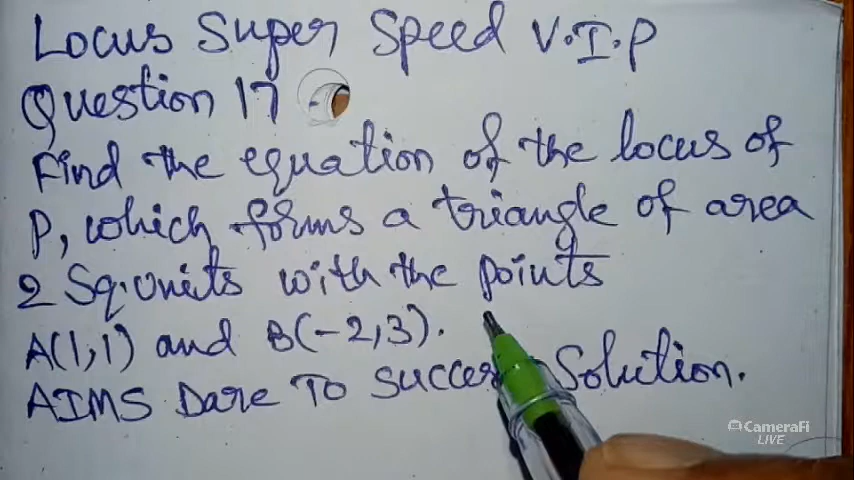 Locus Super Speed V.I.P
Question 17
Find the equation of the locus of
P, which forms a triangle of area
2 Sq.units with the points
A(1,1) and B(-2,3).
AIMS Dare To Success Solution.
CameraFi
LIVE